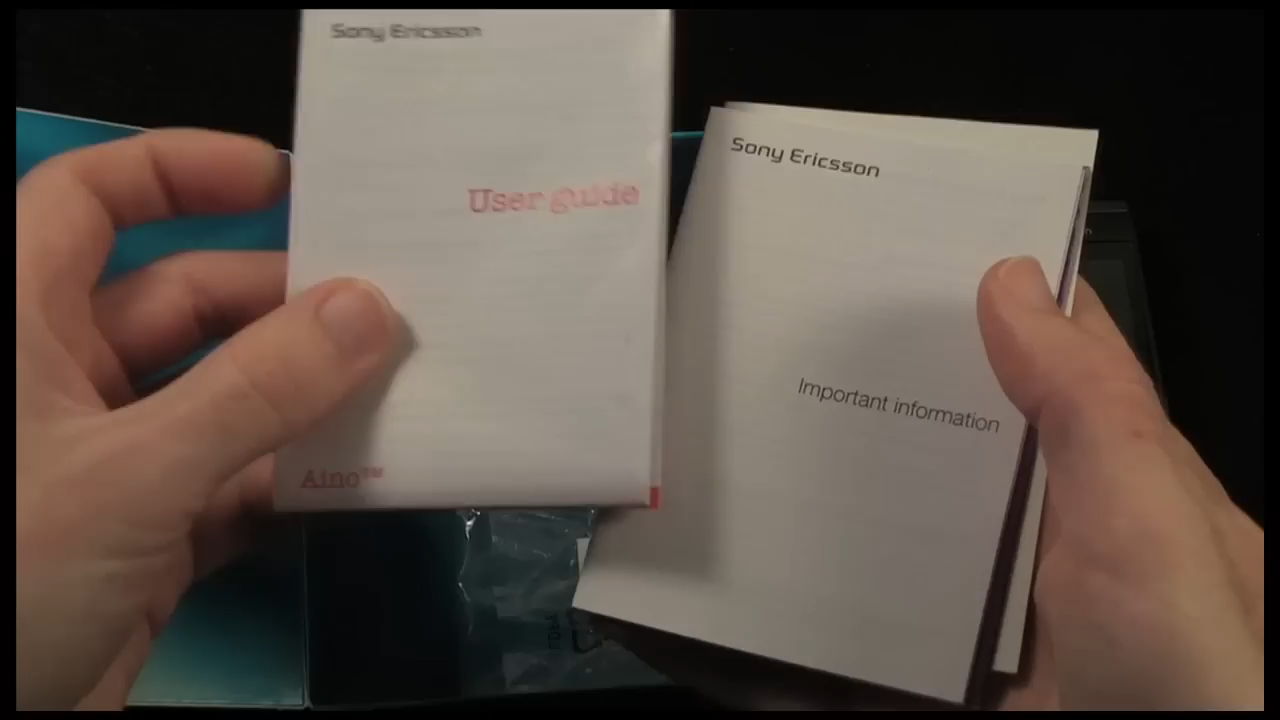 Sony Ericsson
User guide
Aino™
Sony Ericsson
Important information